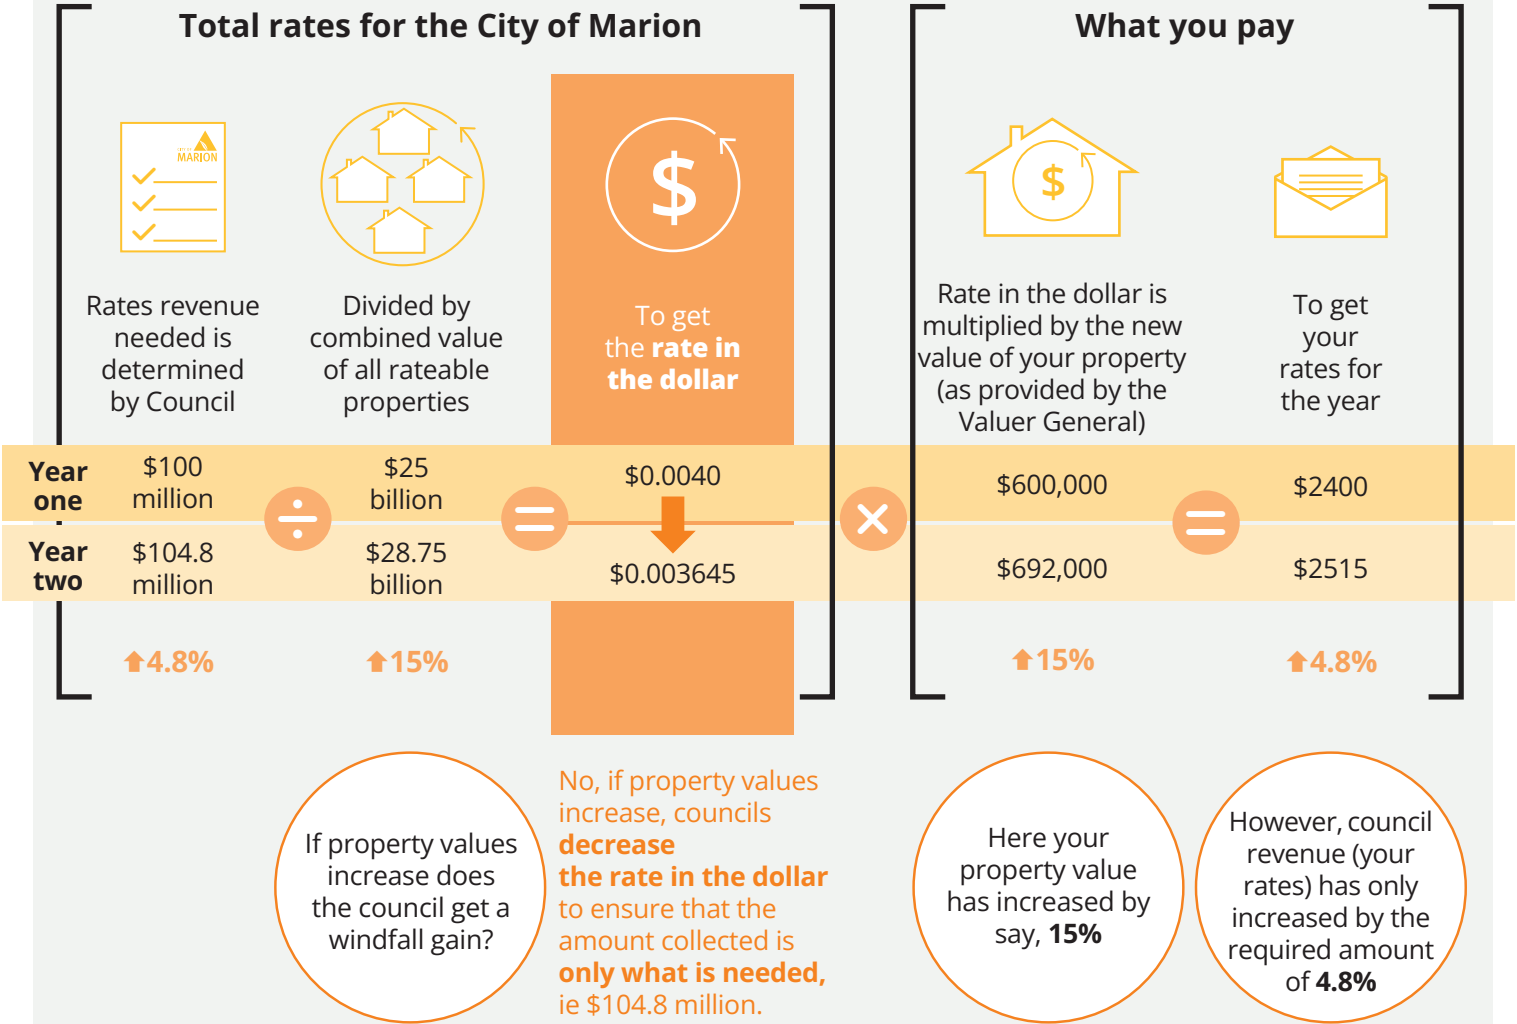 Total rates for the City of Marion
What you pay
MARION
Rates revenue
needed is
determined
by Council
Divided by
combined value
of all rateable
properties
$
To get
the rate in
the dollar
$
Rate in the dollar is
multiplied by the new
value of your property
(as provided by the
Valuer General)
To get
your
rates for
the year
Year
one
$100
million
÷
$25
billion
=
$0.0040
×
$600,000
=
$2400
Year
two
$104.8
million
$28.75
billion
$0.003645
$692,000
$2515
4.8%
15%
15%
4.8%
If property values
increase does
the council get a
windfall gain?
No, if property values
increase, councils
decrease
the rate in the dollar
to ensure that the
amount collected is
only what is needed,
ie $104.8 million.
Here your
property value
has increased by
say, 15%
However, council
revenue (your
rates) has only
increased by the
required amount
of 4.8%